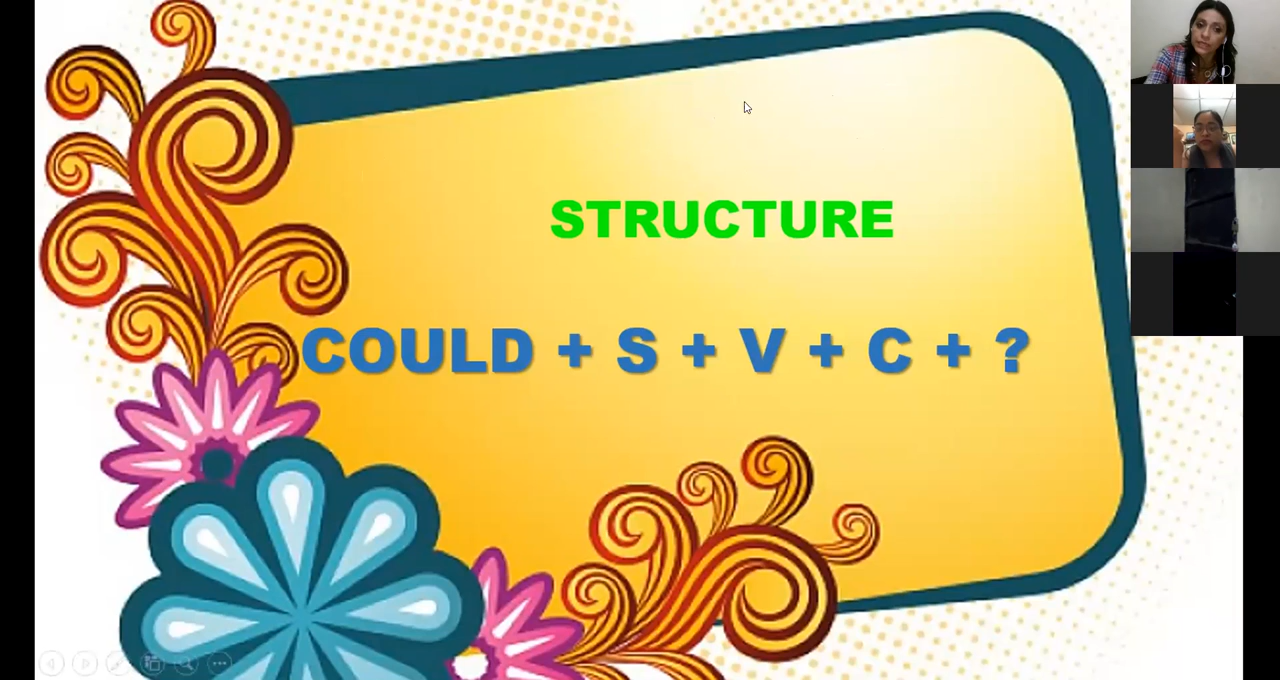 STRUCTURE
COULD + S + V + C + ?